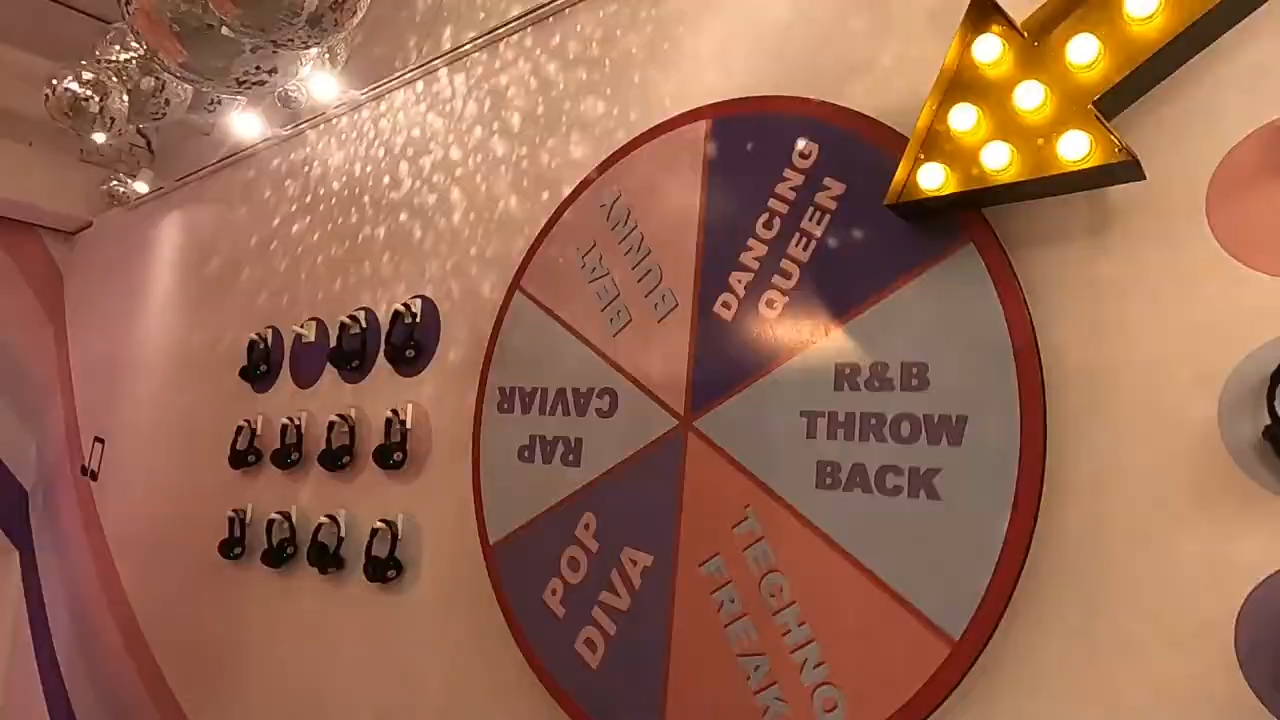 DANCING
QUEEN
R&B
THROW
BACK
TECHNO
FREAK
POP
DIVA
RAP
CAVIAR
BEAT
BUNNY